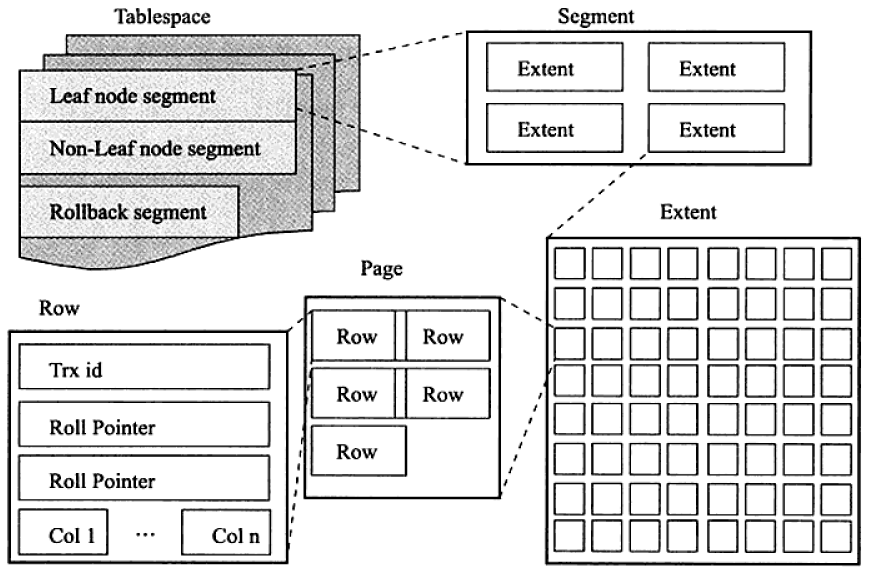 Tablespace
Segment
Leaf node segment
Non-Leaf node segment
Rollback segment
Extent
Extent
Extent
Extent
Extent
Page
Row
Row
Row
Row
Row
Row
Trx id
Roll Pointer
Roll Pointer
Col 1
...
Col n